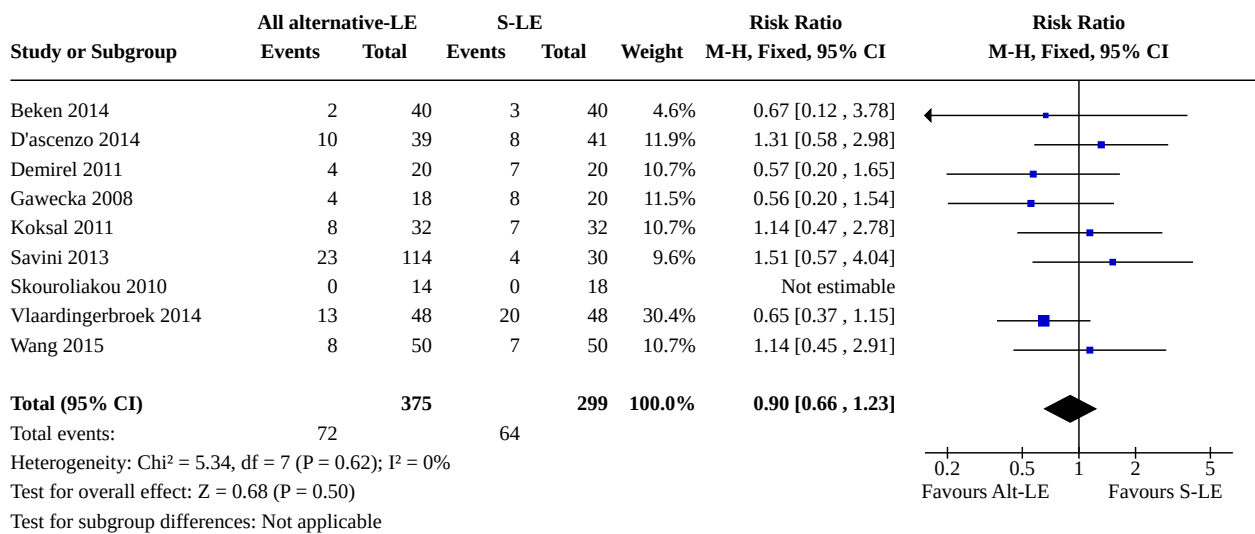 All alternative-LE S-LE Risk Ratio Risk Ratio
Study or Subgroup Events Total Events Total Weight M-H, Fixed, 95% CI M-H, Fixed, 95% CI
Beken 2014 2 40 3 40 4.6% 0.67 [0.12 , 3.78]
D'ascenzo 2014 10 39 8 41 11.9% 1.31 [0.58 , 2.98]
Demirel 2011 4 20 7 20 10.7% 0.57 [0.20 , 1.65]
Gawecka 2008 4 18 8 20 11.5% 0.56 [0.20 , 1.54]
Koksal 2011 8 32 7 32 10.7% 1.14 [0.47 , 2.78]
Savini 2013 23 114 4 30 9.6% 1.51 [0.57 , 4.04]
Skouroliakou 2010 0 14 0 18 Not estimable
Vlaardingerbroek 2014 13 48 20 48 30.4% 0.65 [0.37 , 1.15]
Wang 2015 8 50 7 50 10.7% 1.14 [0.45 , 2.91]
Total (95% CI) 375 299 100.0% 0.90 [0.66 , 1.23]
Total events: 72 64
Heterogeneity: Chi² = 5.34, df = 7 (P = 0.62); I² = 0%
Test for overall effect: Z = 0.68 (P = 0.50)
Test for subgroup differences: Not applicable
0.2 0.5 1 2 5
Favours Alt-LE Favours S-LE